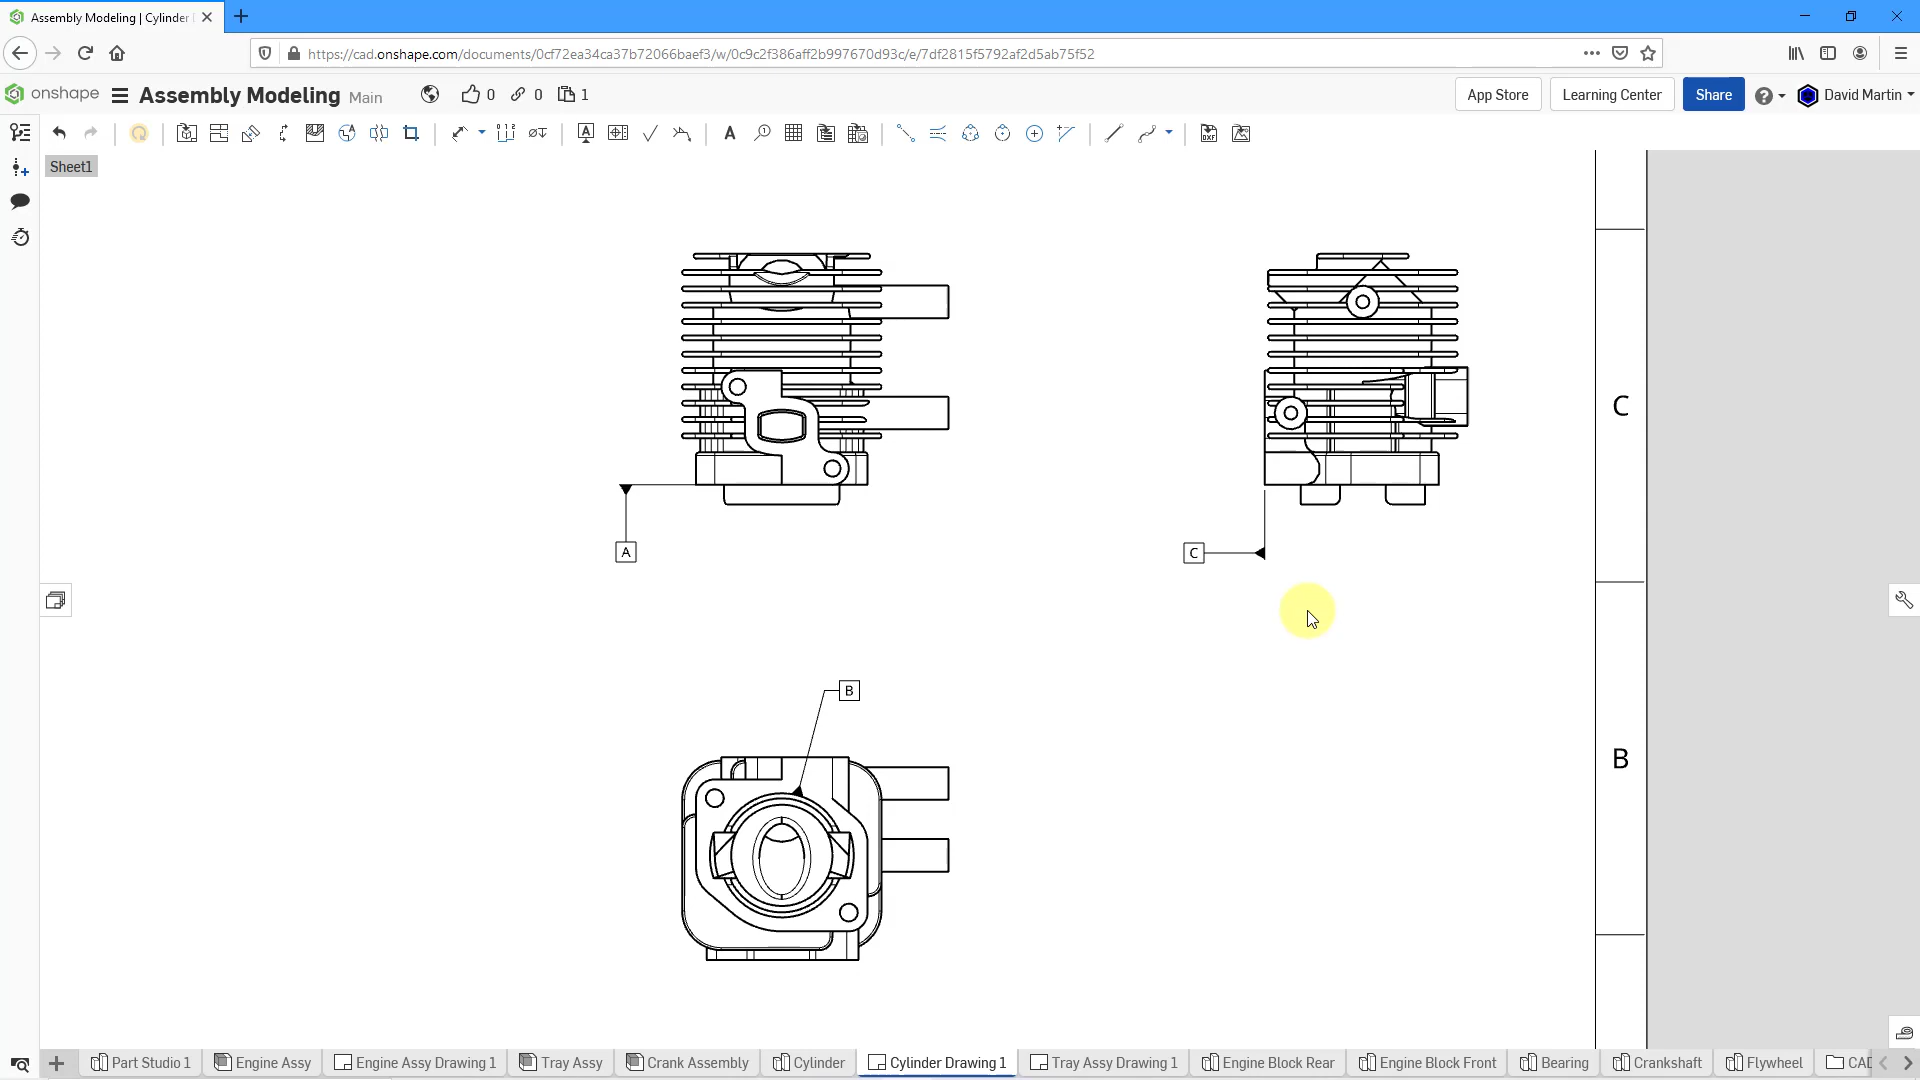 Assembly Modeling | Cylinder
https://cad.onshape.com/documents/0cf72ea34ca37b72066baef3/w/0c9c2f386aff2b997670d93c/e/7df2815f5792af2d5ab75f52
onshape Assembly Modeling Main 0 0 1 App Store Learning Center Share David Martin
Sheet1
C
A
C
B
B
Part Studio 1 Engine Assy Engine Assy Drawing 1 Tray Assy Crank Assembly Cylinder Cylinder Drawing 1 Tray Assy Drawing 1 Engine Block Rear Engine Block Front Bearing Crankshaft Flywheel CAD